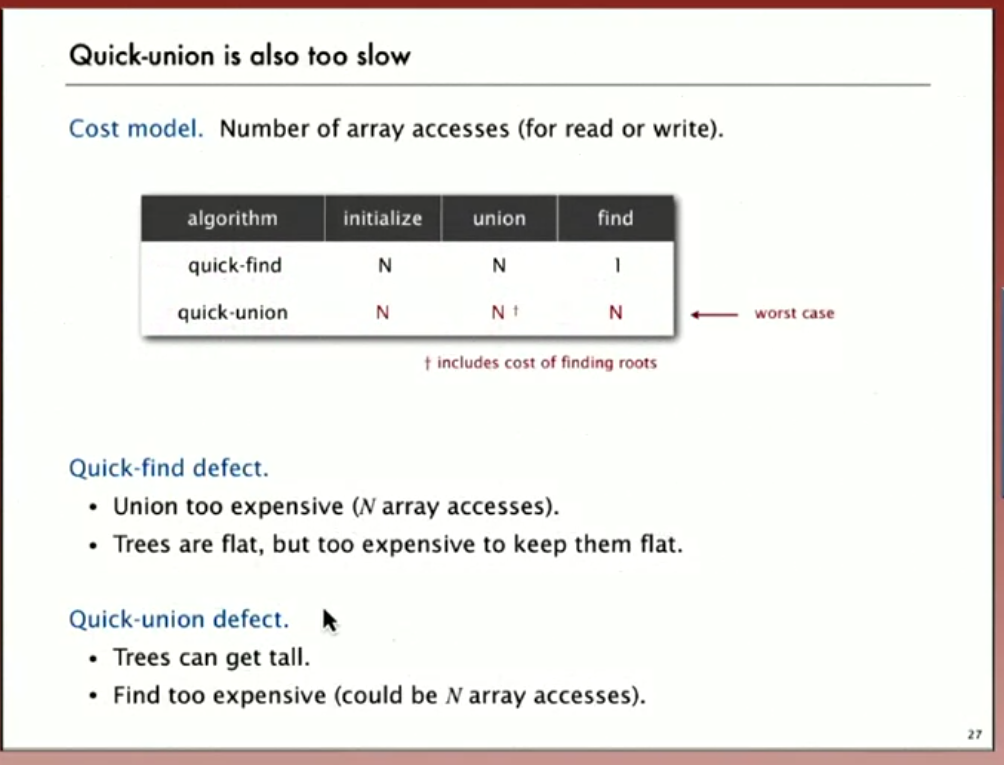 Quick-union is also too slow
Cost model. Number of array accesses (for read or write).
algorithm initialize union find
quick-find N N 1
quick-union N N † N worst case
† includes cost of finding roots
Quick-find defect.
• Union too expensive (N array accesses).
• Trees are flat, but too expensive to keep them flat.
Quick-union defect.
• Trees can get tall.
• Find too expensive (could be N array accesses).
27